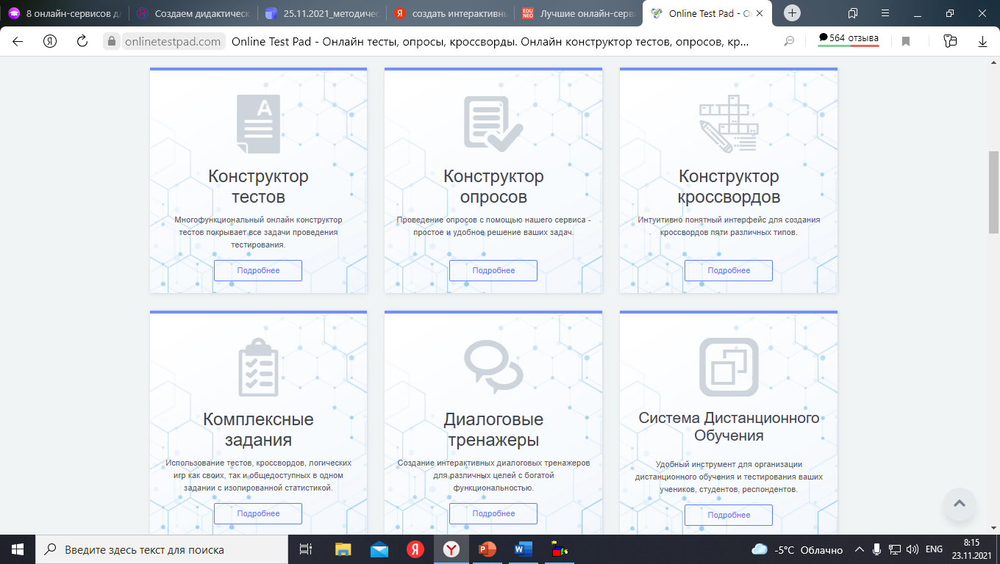 8 онлайн-сервисов дл
Создаем дидактическ
25.11.2021_методичес
создать интерактивны
Лучшие онлайн-серви
Online Test Pad - О
onlinetestpad.com
Online Test Pad - Онлайн тесты, опросы, кроссворды. Онлайн конструктор тестов, опросов, кр...
564 отзыва
Конструктор
тестов
Многофункциональный онлайн конструктор
тестов покрывает все задачи проведения
тестирования.
Подробнее
Конструктор
опросов
Проведение опросов с помощью нашего сервиса -
простое и удобное решение ваших задач.
Подробнее
Конструктор
кроссвордов
Интуитивно понятный интерфейс для создания
кроссвордов пяти различных типов.
Подробнее
Комплексные
задания
Использование тестов, кроссвордов, логических
игр как своих, так и общедоступных в одном
задании с изолированной статистикой.
Подробнее
Диалоговые
тренажеры
Создание интерактивных диалоговых тренажеров
для различных целей с богатой
функциональностью.
Подробнее
Система Дистанционного
Обучения
Удобный инструмент для организации
дистанционного обучения и тестирования ваших
учеников, студентов, респондентов.
Подробнее
Введите здесь текст для поиска
-5°C Облачно
ENG
8:15
23.11.2021